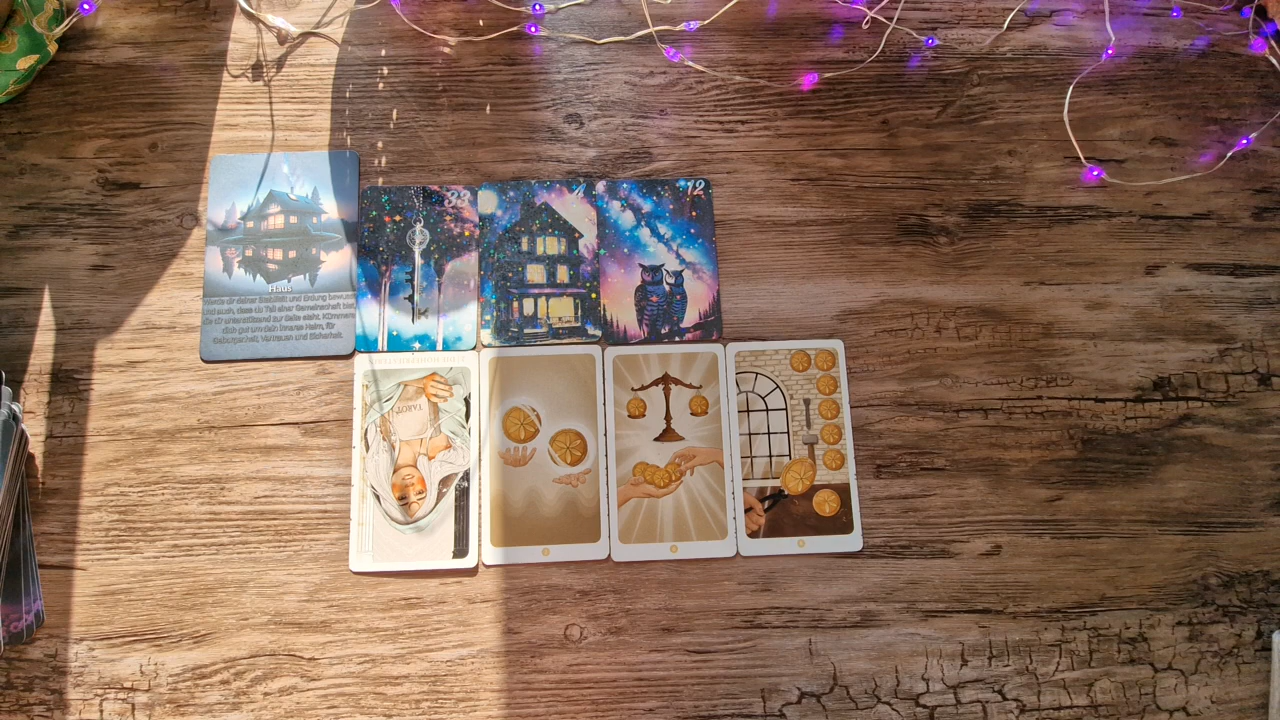 33
4
12
Haus
Werde dir deiner Stabilität und Erdung bewusst
und auch, dass du Teil einer Gemeinschaft bist,
die dir unterstützend zur Seite steht. Kümmere
dich gut um dein inneres Heim, für
Geborgenheit, Vertrauen und Sicherheit.
TAROT